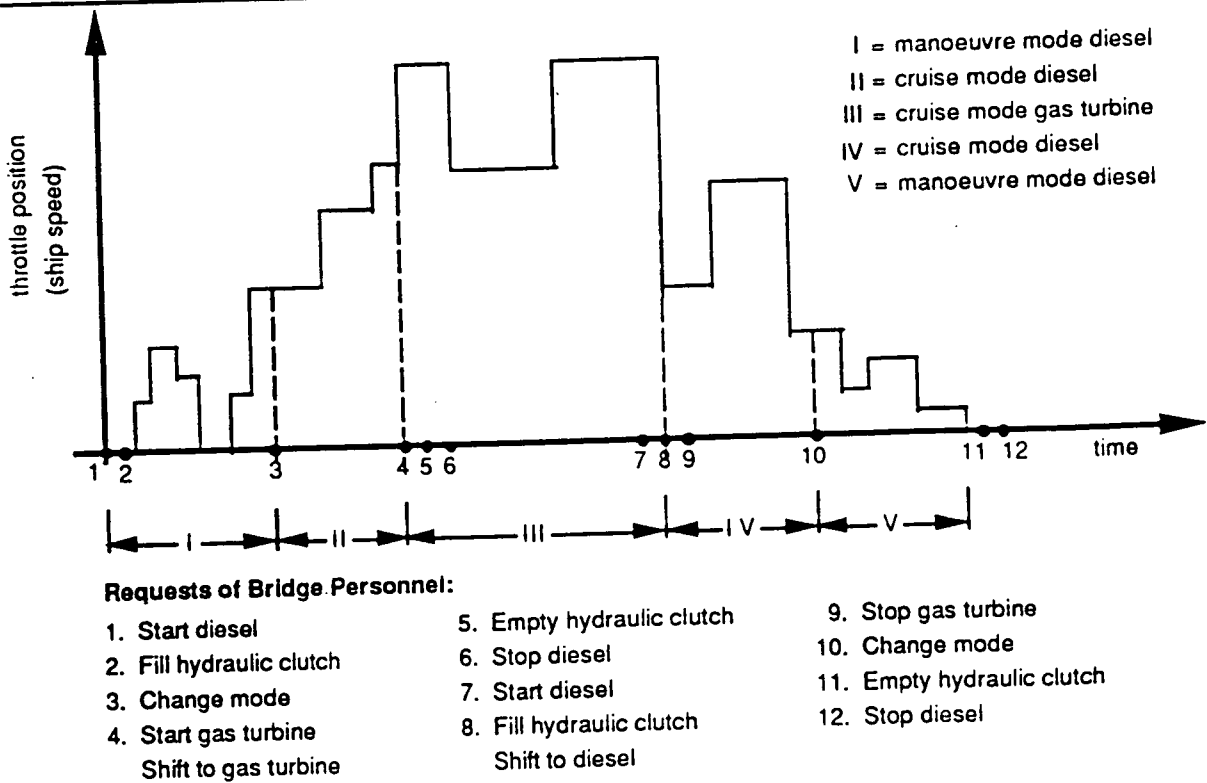 I = manoeuvre mode diesel
II = cruise mode diesel
III = cruise mode gas turbine
IV = cruise mode diesel
V = manoeuvre mode diesel
throttle position
(ship speed)
1 2 3 4 5 6 7 8 9 10 11 12 time
I II III IV V
Requests of Bridge Personnel:
1. Start diesel
2. Fill hydraulic clutch
3. Change mode
4. Start gas turbine
Shift to gas turbine
5. Empty hydraulic clutch
6. Stop diesel
7. Start diesel
8. Fill hydraulic clutch
Shift to diesel
9. Stop gas turbine
10. Change mode
11. Empty hydraulic clutch
12. Stop diesel